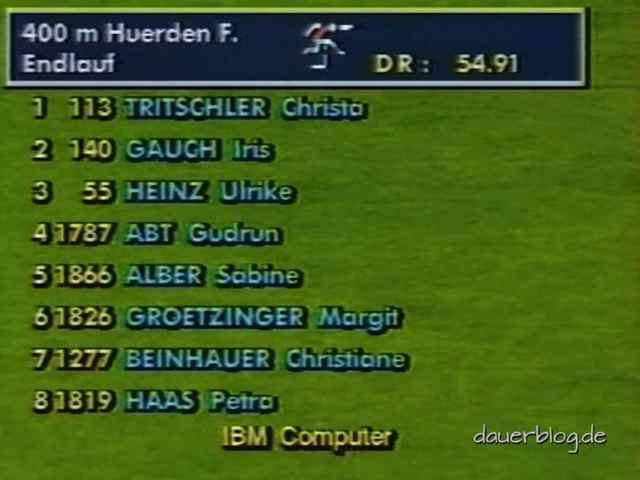 400 m Huerden F.
Endlauf DR: 54.91
1 113 TRITSCHLER Christa
2 140 GAUGH Iris
3 55 HEINZ Ulrike
4 1787 ABT Gudrun
5 1866 ALBER Sabine
6 1826 GROETZINGER Margit
7 1277 BEINHAUER Christiane
8 1819 HAAS Petra
IBM Computer
dauerblog.de